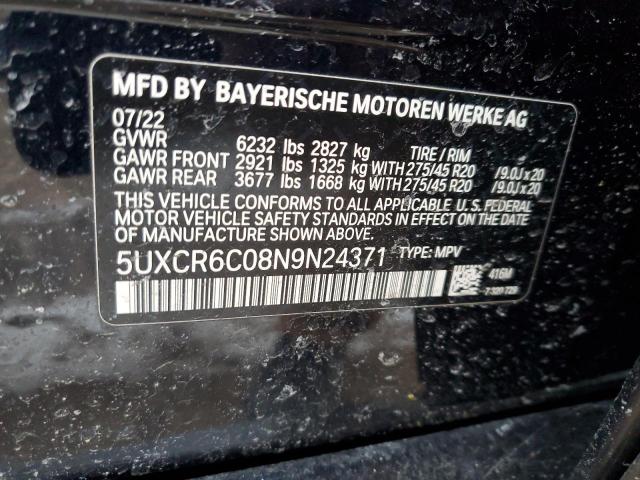 MFD BY BAYERISCHE MOTOREN WERKE AG
07/22
GVWR 6232 lbs 2827 kg TIRE / RIM
GAWR FRONT 2921 lbs 1325 kg WITH 275/45 R20 /9.0J x 20
GAWR REAR 3677 lbs 1668 kg WITH 275/45 R20 /9.0J x 20
THIS VEHICLE CONFORMS TO ALL APPLICABLE U.S. FEDERAL
MOTOR VEHICLE SAFETY STANDARDS IN EFFECT ON THE
DATE OF MANUFACTURE SHOWN ABOVE.
5UXCR6C08N9N24371 TYPE: MPV
416M